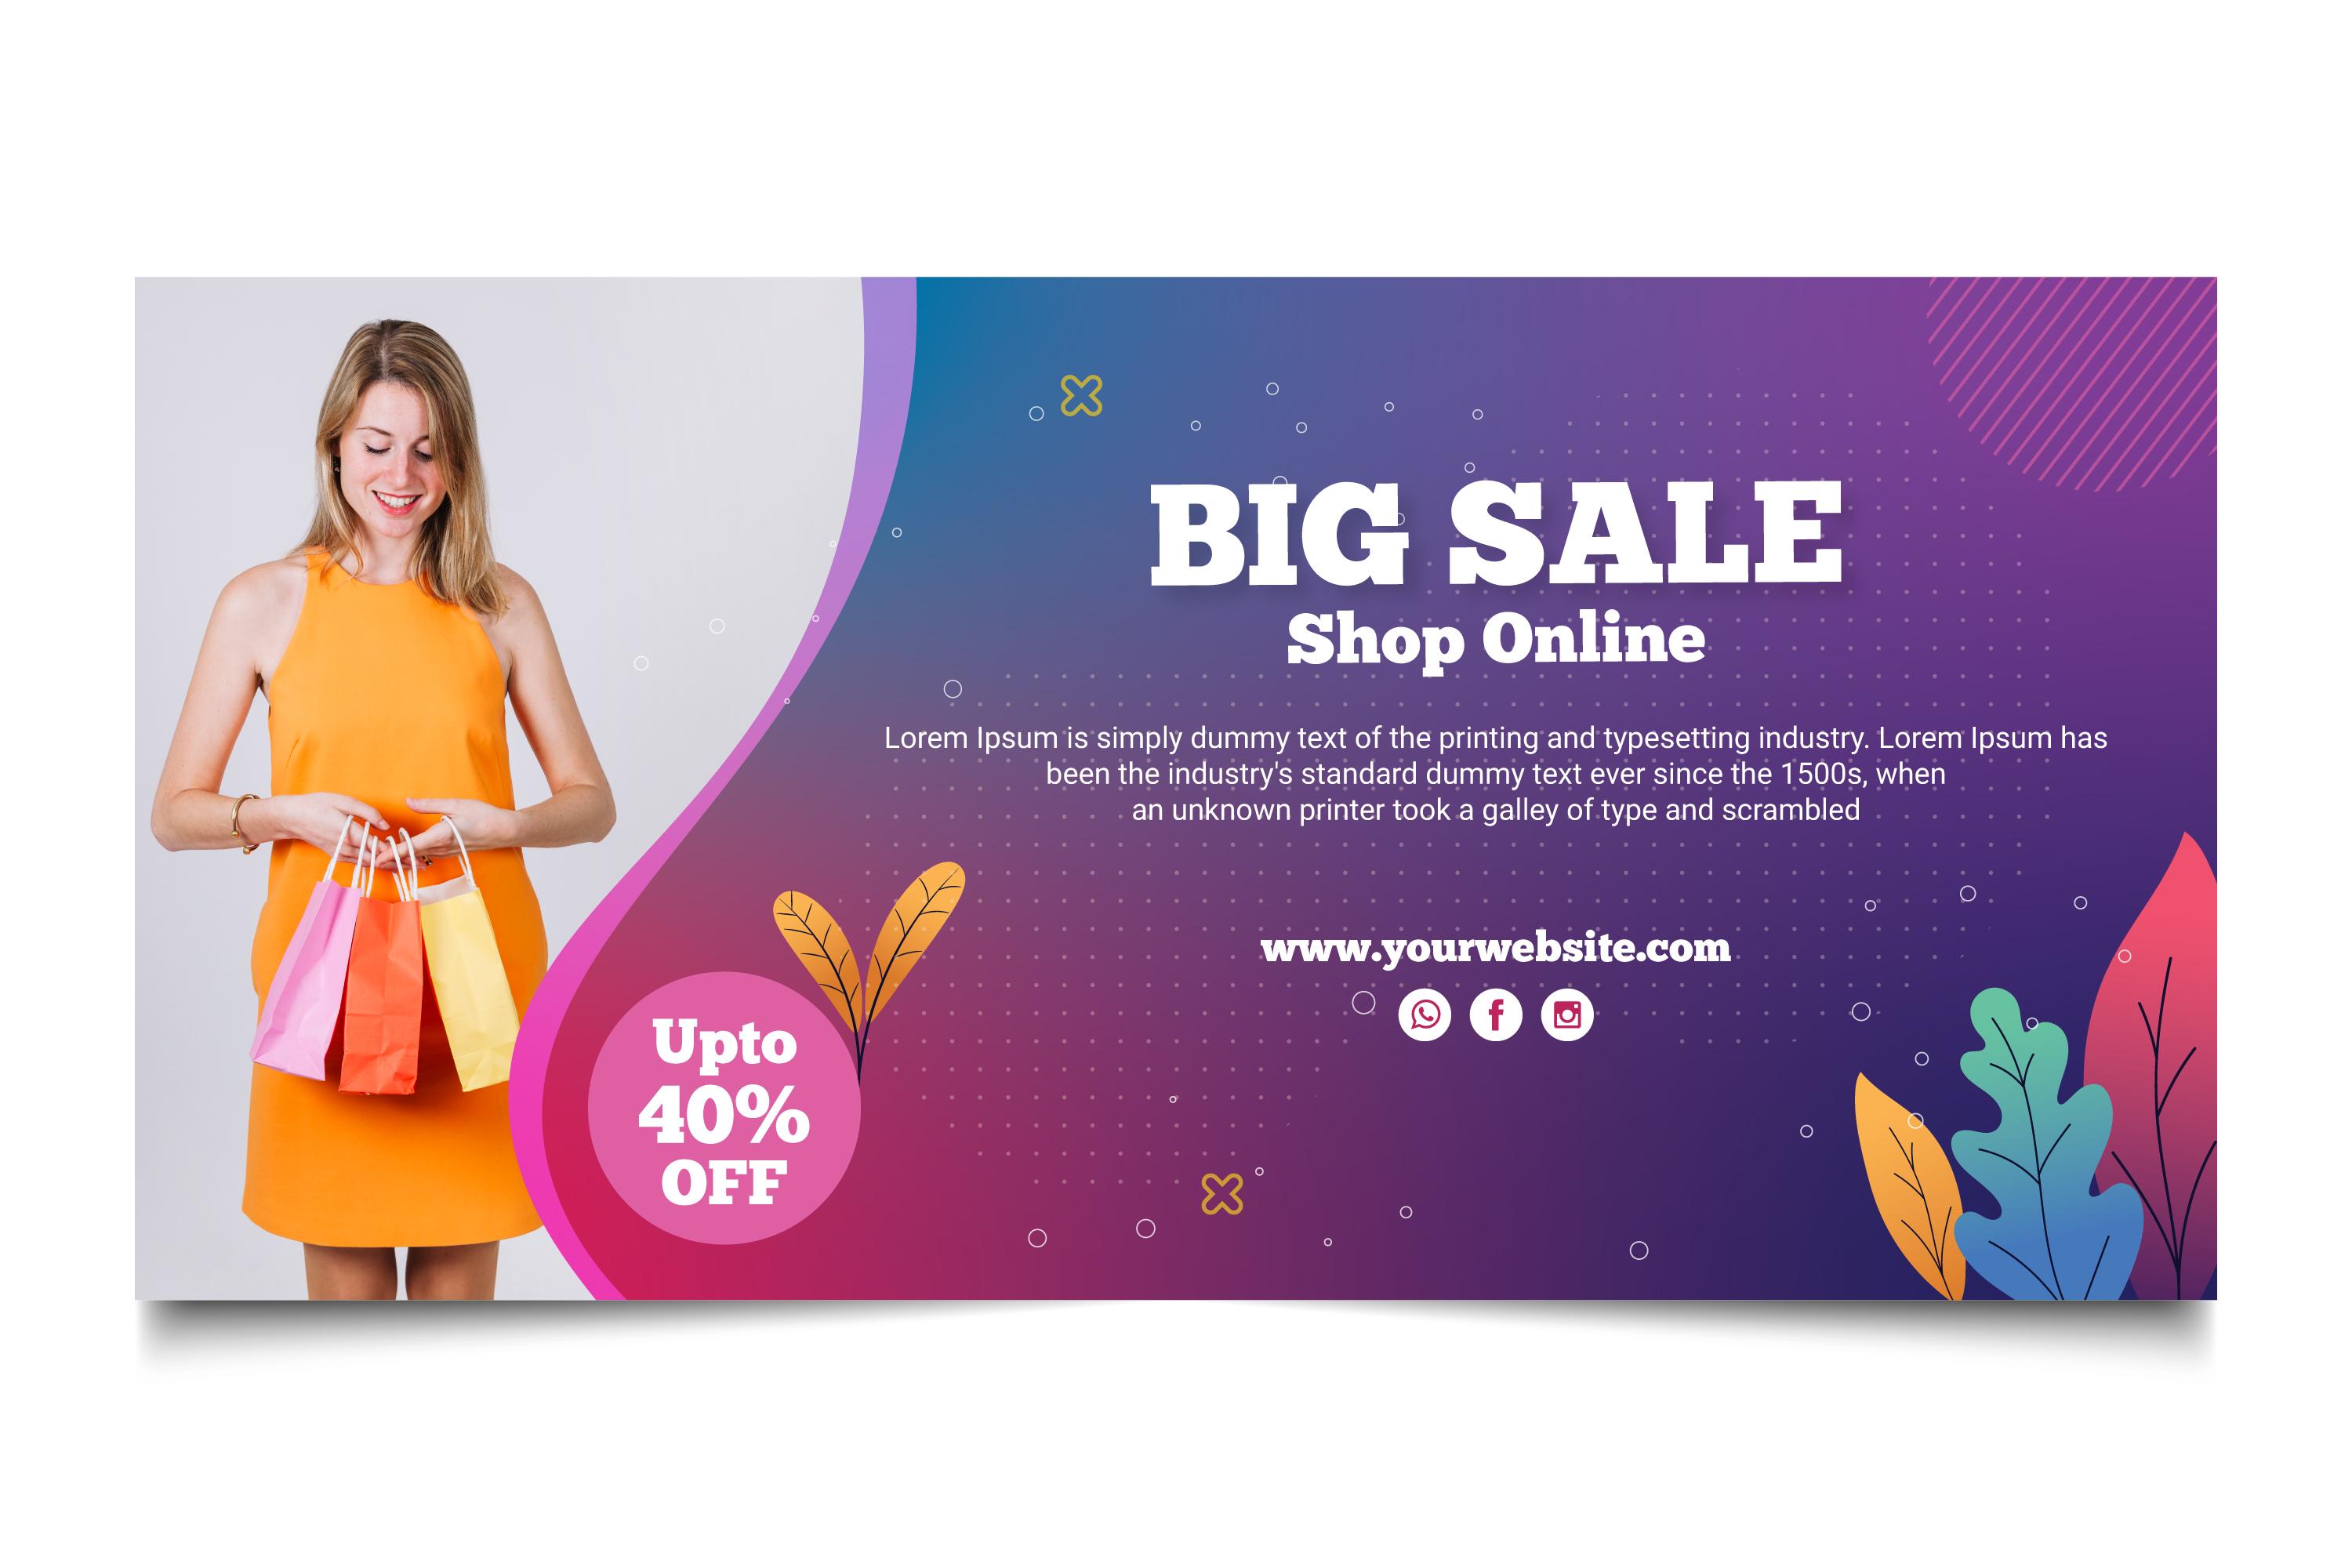 BIG SALE
Shop Online
Lorem Ipsum is simply dummy text of the printing and typesetting industry. Lorem Ipsum has
been the industry's standard dummy text ever since the 1500s, when
an unknown printer took a galley of type and scrambled
www.yourwebsite.com
Upto
40%
OFF